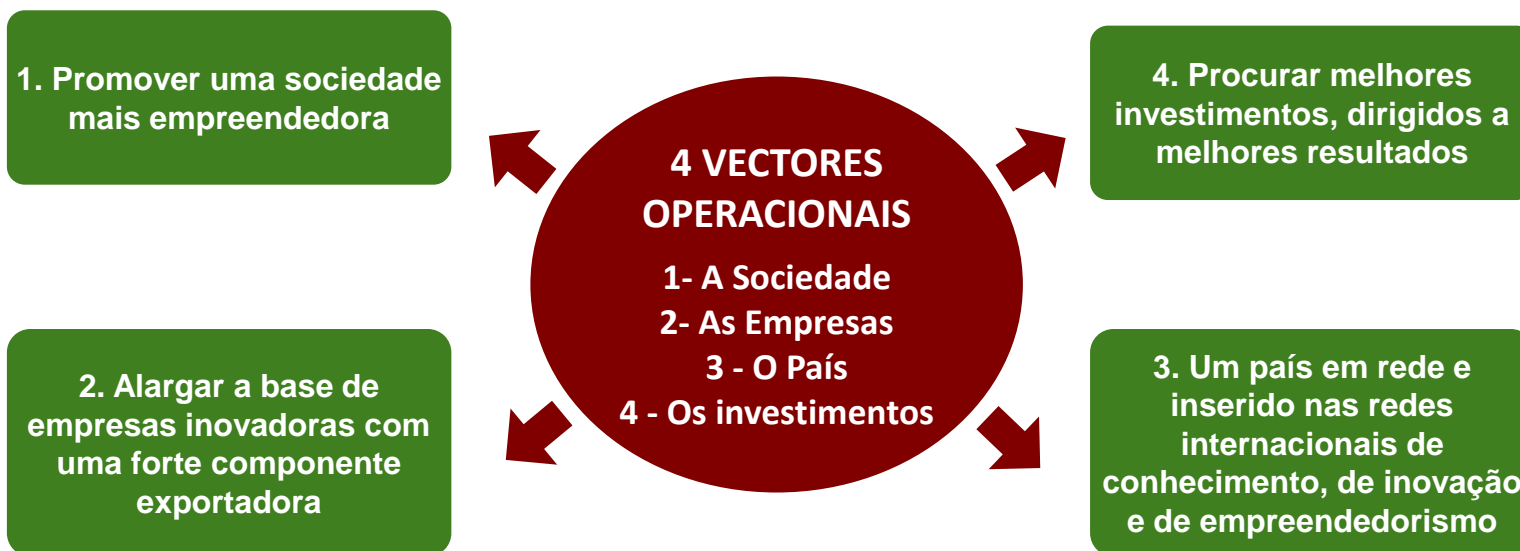 1. Promover uma sociedade
mais empreendedora
4. Procurar melhores
investimentos, dirigidos a
melhores resultados
4 VECTORES
OPERACIONAIS
1- A Sociedade
2- As Empresas
3 - O País
4 - Os investimentos
2. Alargar a base de
empresas inovadoras com
uma forte componente
exportadora
3. Um país em rede e
inserido nas redes
internacionais de
conhecimento, de inovação
e de empreendedorismo